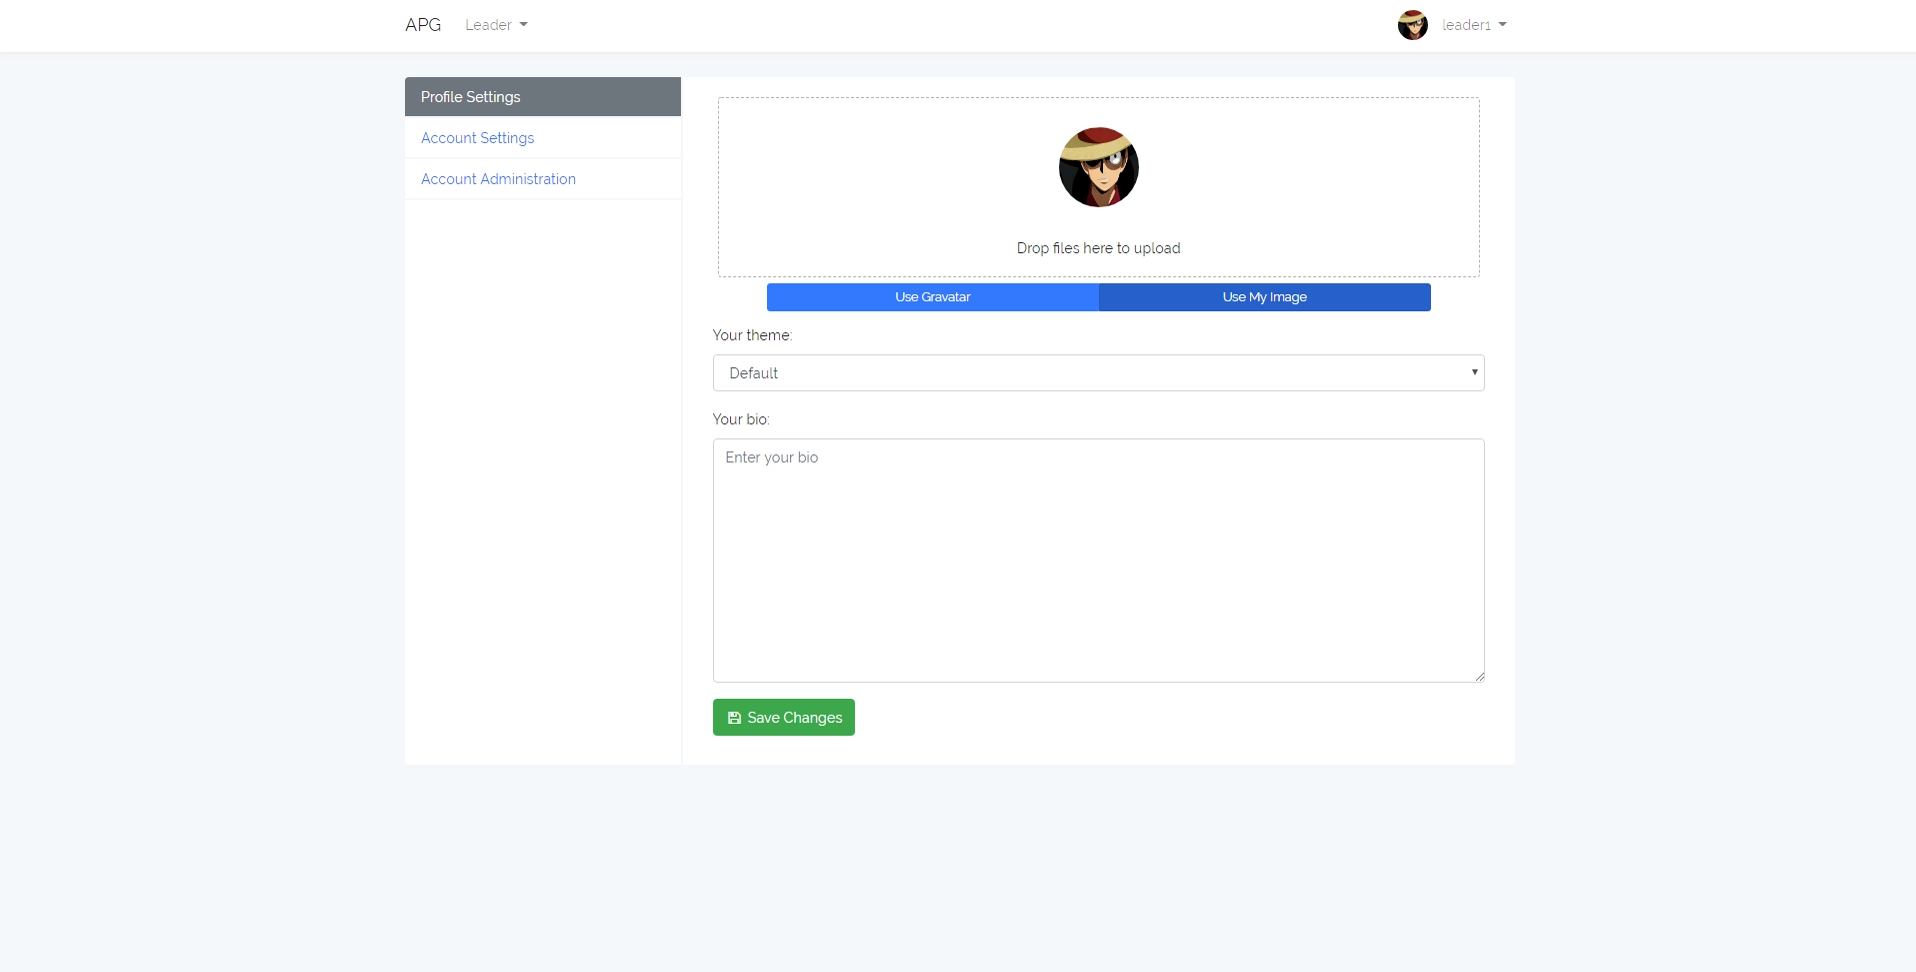 APG Leader leader1
Profile Settings
Account Settings
Account Administration
Drop files here to upload
Use Gravatar Use My Image
Your theme:
Default
Your bio:
Enter your bio
Save Changes